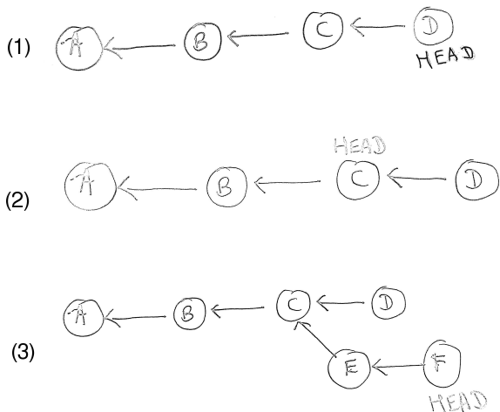 (1) A B C D
HEAD
HEAD
(2) A B C D
A B C D
(3)
E F
HEAD